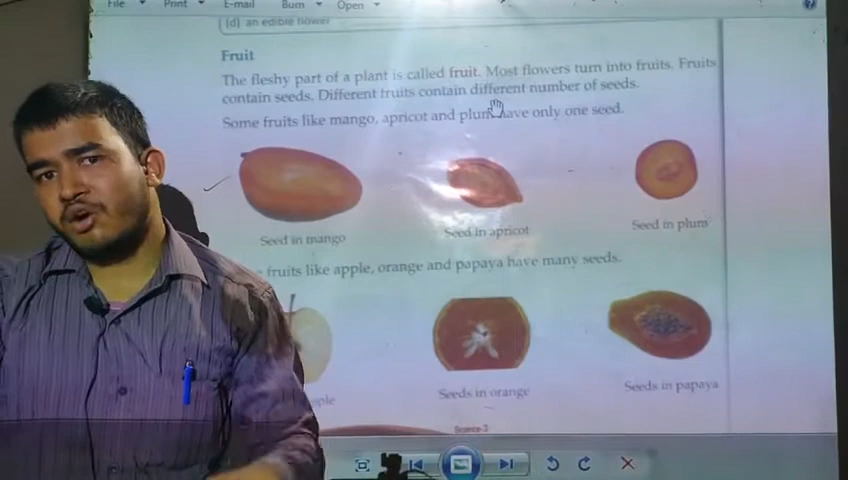 File Print E-mail Burn Open
(d) an edible flower
Fruit
The fleshy part of a plant is called fruit. Most flowers turn into fruits. Fruits
contain seeds. Different fruits contain different number of seeds.
Some fruits like mango, apricot and plum have only one seed.
Seed in mango Seed in apricot Seed in plum
fruits like apple, orange and papaya have many seeds.
Seeds in orange Seeds in papaya
Science-3